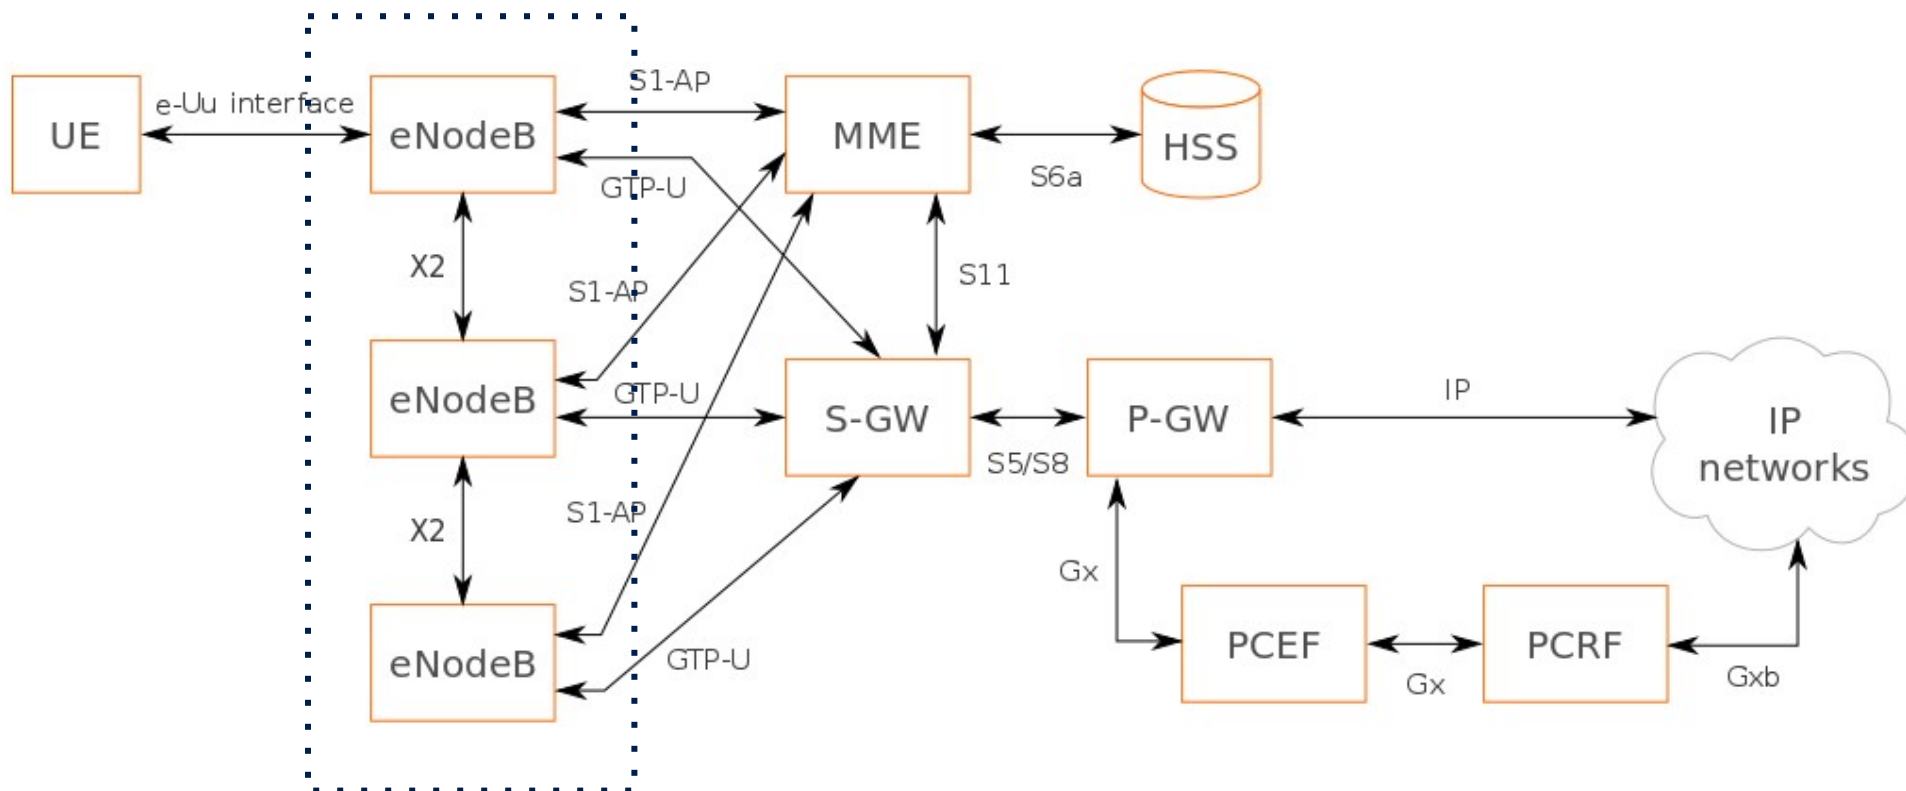 S1-AP
e-Uu interface
UE
eNodeB
MME
HSS
GTP-U
S6a
X2
S1-AP
S11
GTP-U
IP
eNodeB
S-GW
P-GW
IP
networks
S5/S8
X2
S1-AP
Gx
eNodeB
GTP-U
PCEF
PCRF
Gx
Gxb